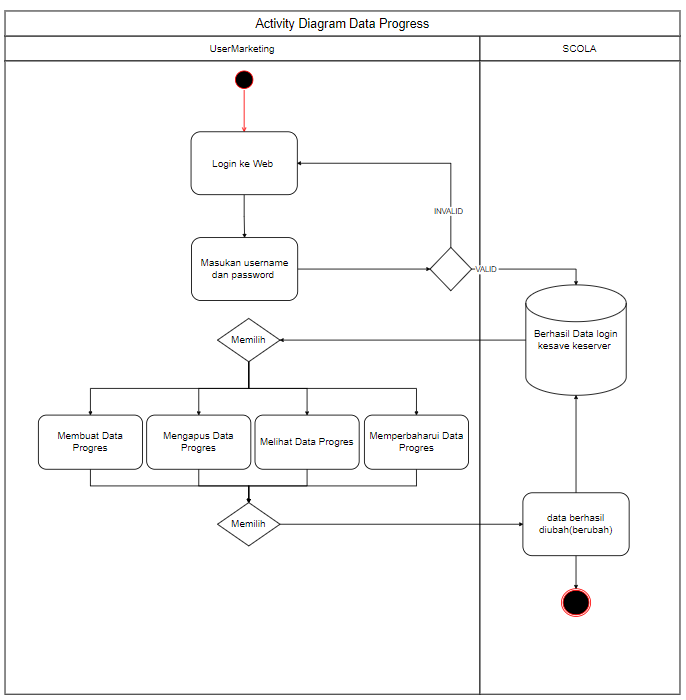 Activity Diagram Data Progress
UserMarketing
SCOLA
Login ke Web
INVALID
Masukan username
dan password
VALID
Berhasil Data login
kesave keserver
Memilih
Membuat Data
Progres
Mengapus Data
Progres
Melihat Data Progres
Memperbaharui Data
Progres
Memilih
data berhasil
diubah(berubah)